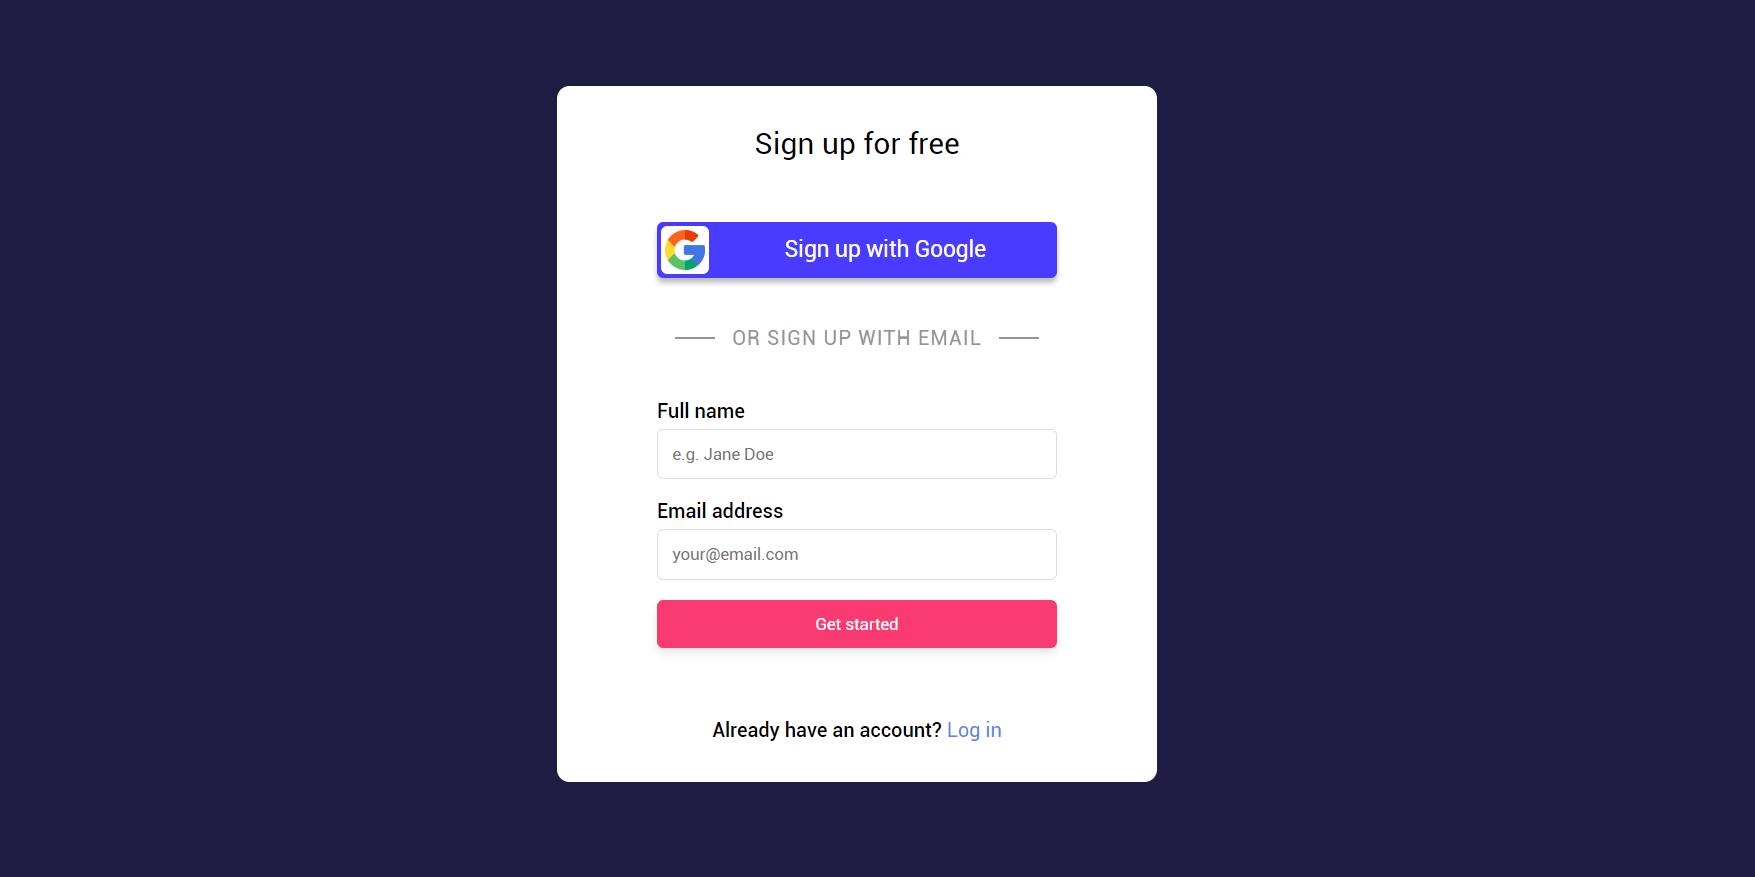 Sign up for free
Sign up with Google
OR SIGN UP WITH EMAIL
Full name
e.g. Jane Doe
Email address
your@email.com
Get started
Already have an account? Log in